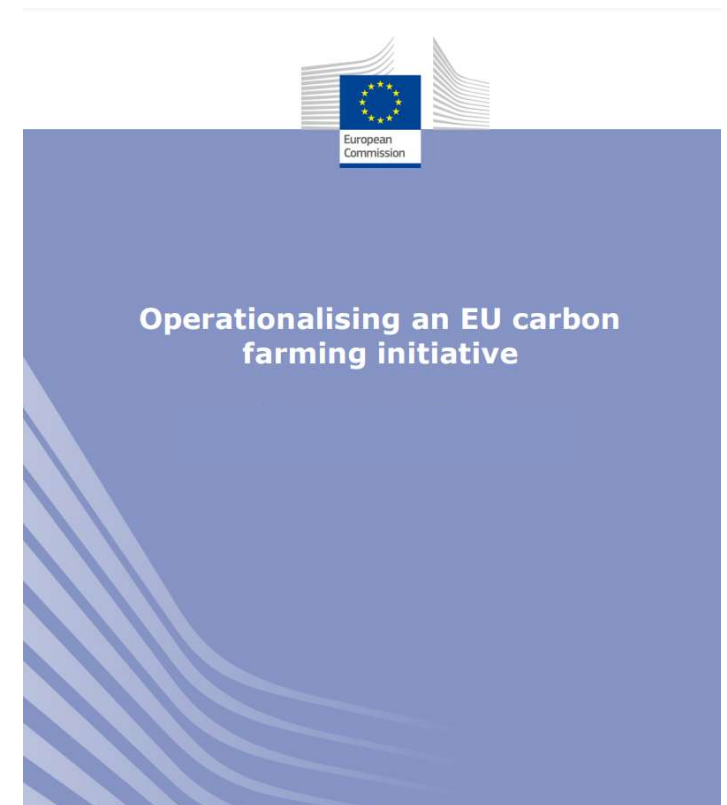 European
Commission
Operationalising an EU carbon
farming initiative